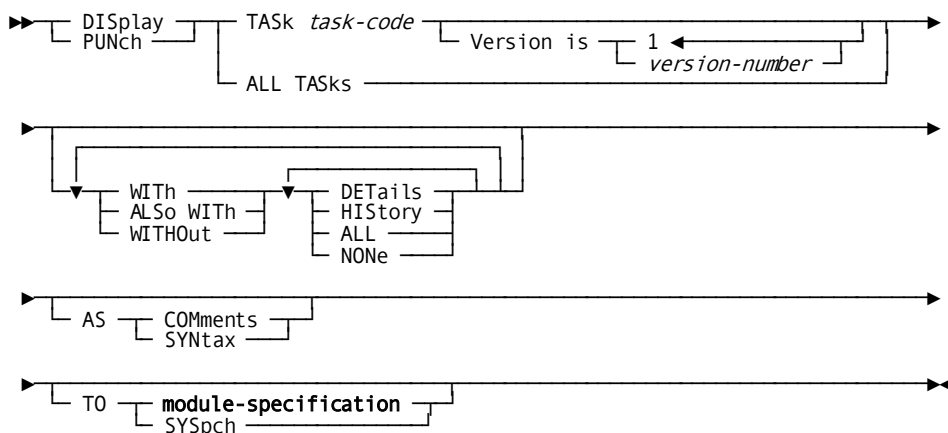 DISplay TASk task-code
PUNch Version is 1
version-number
ALL TASks
WITh DETails
ALSo WITh HIStory
WITHOut ALL
NONe
AS COMments
SYNtax
TO module-specification
SYSpch